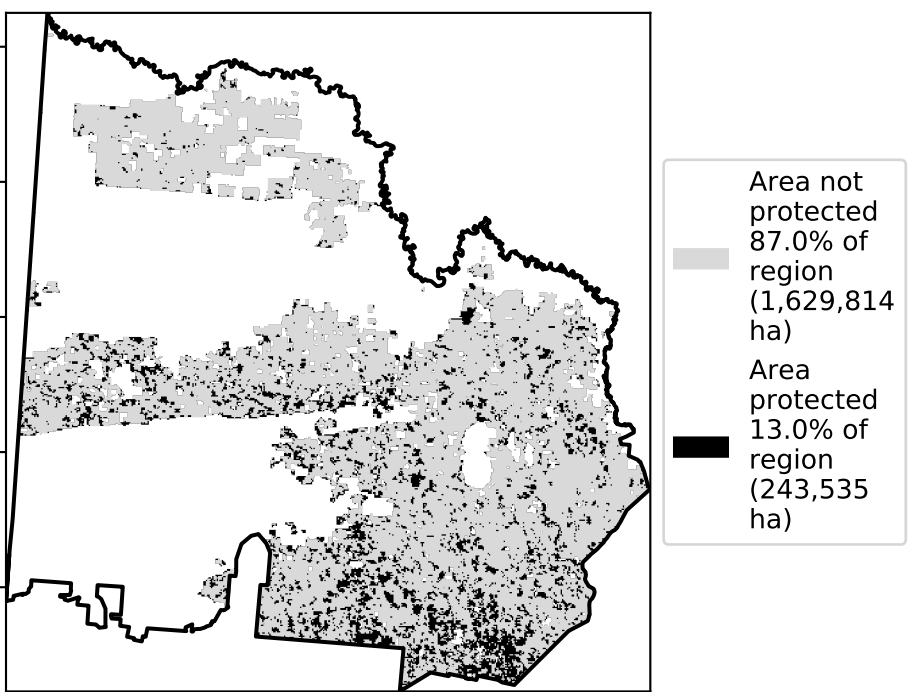 Area not
protected
87.0% of
region
(1,629,814
ha)
Area
protected
13.0% of
region
(243,535
ha)